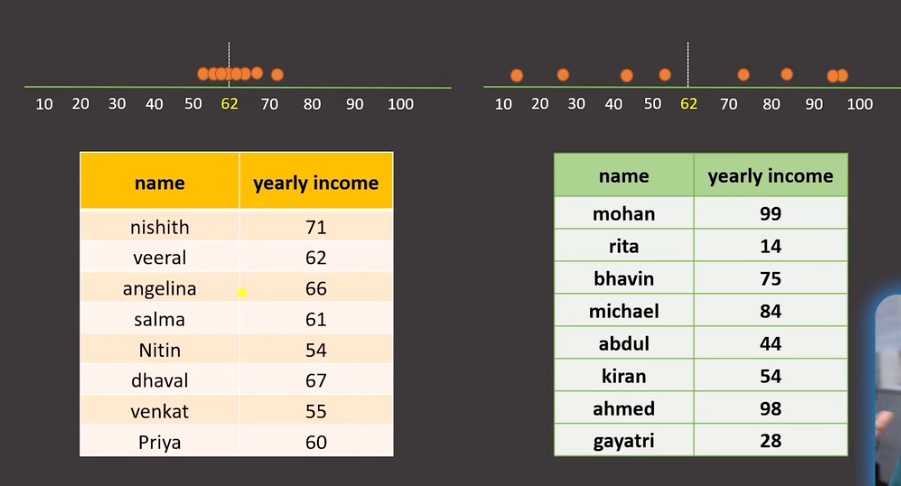 10 20 30 40 50 62 70 80 90 100
10 20 30 40 50 62 70 80 90 100
name yearly income
nishith 71
veeral 62
angelina 66
salma 61
Nitin 54
dhaval 67
venkat 55
Priya 60
name yearly income
mohan 99
rita 14
bhavin 75
michael 84
abdul 44
kiran 54
ahmed 98
gayatri 28